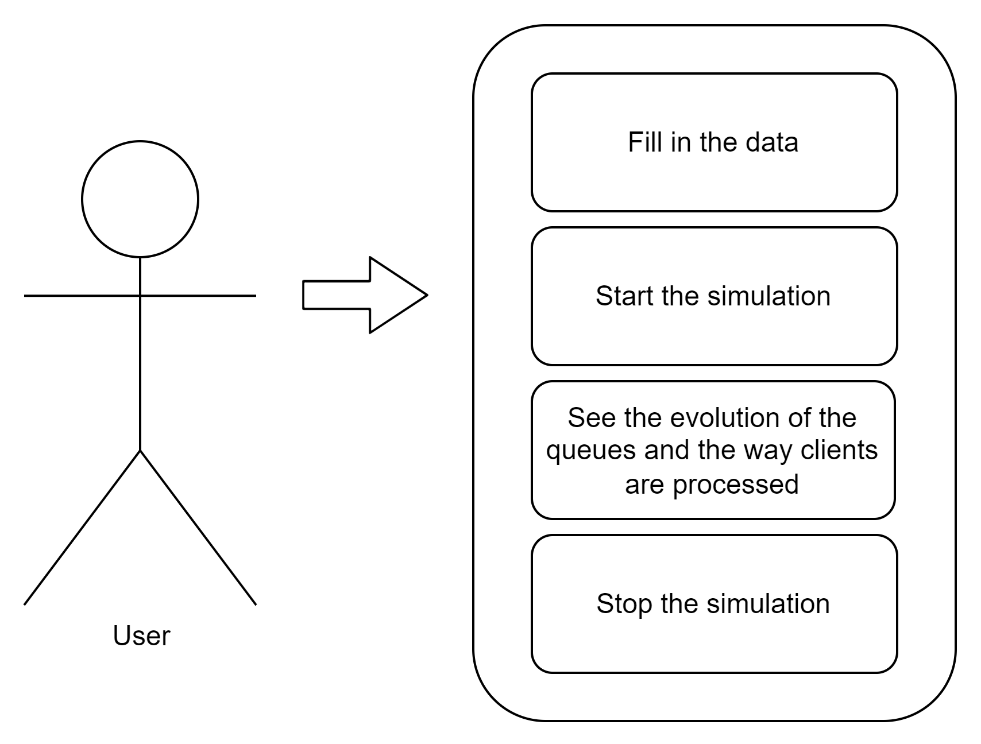 Fill in the data
Start the simulation
See the evolution of the
queues and the way clients
are processed
Stop the simulation
User